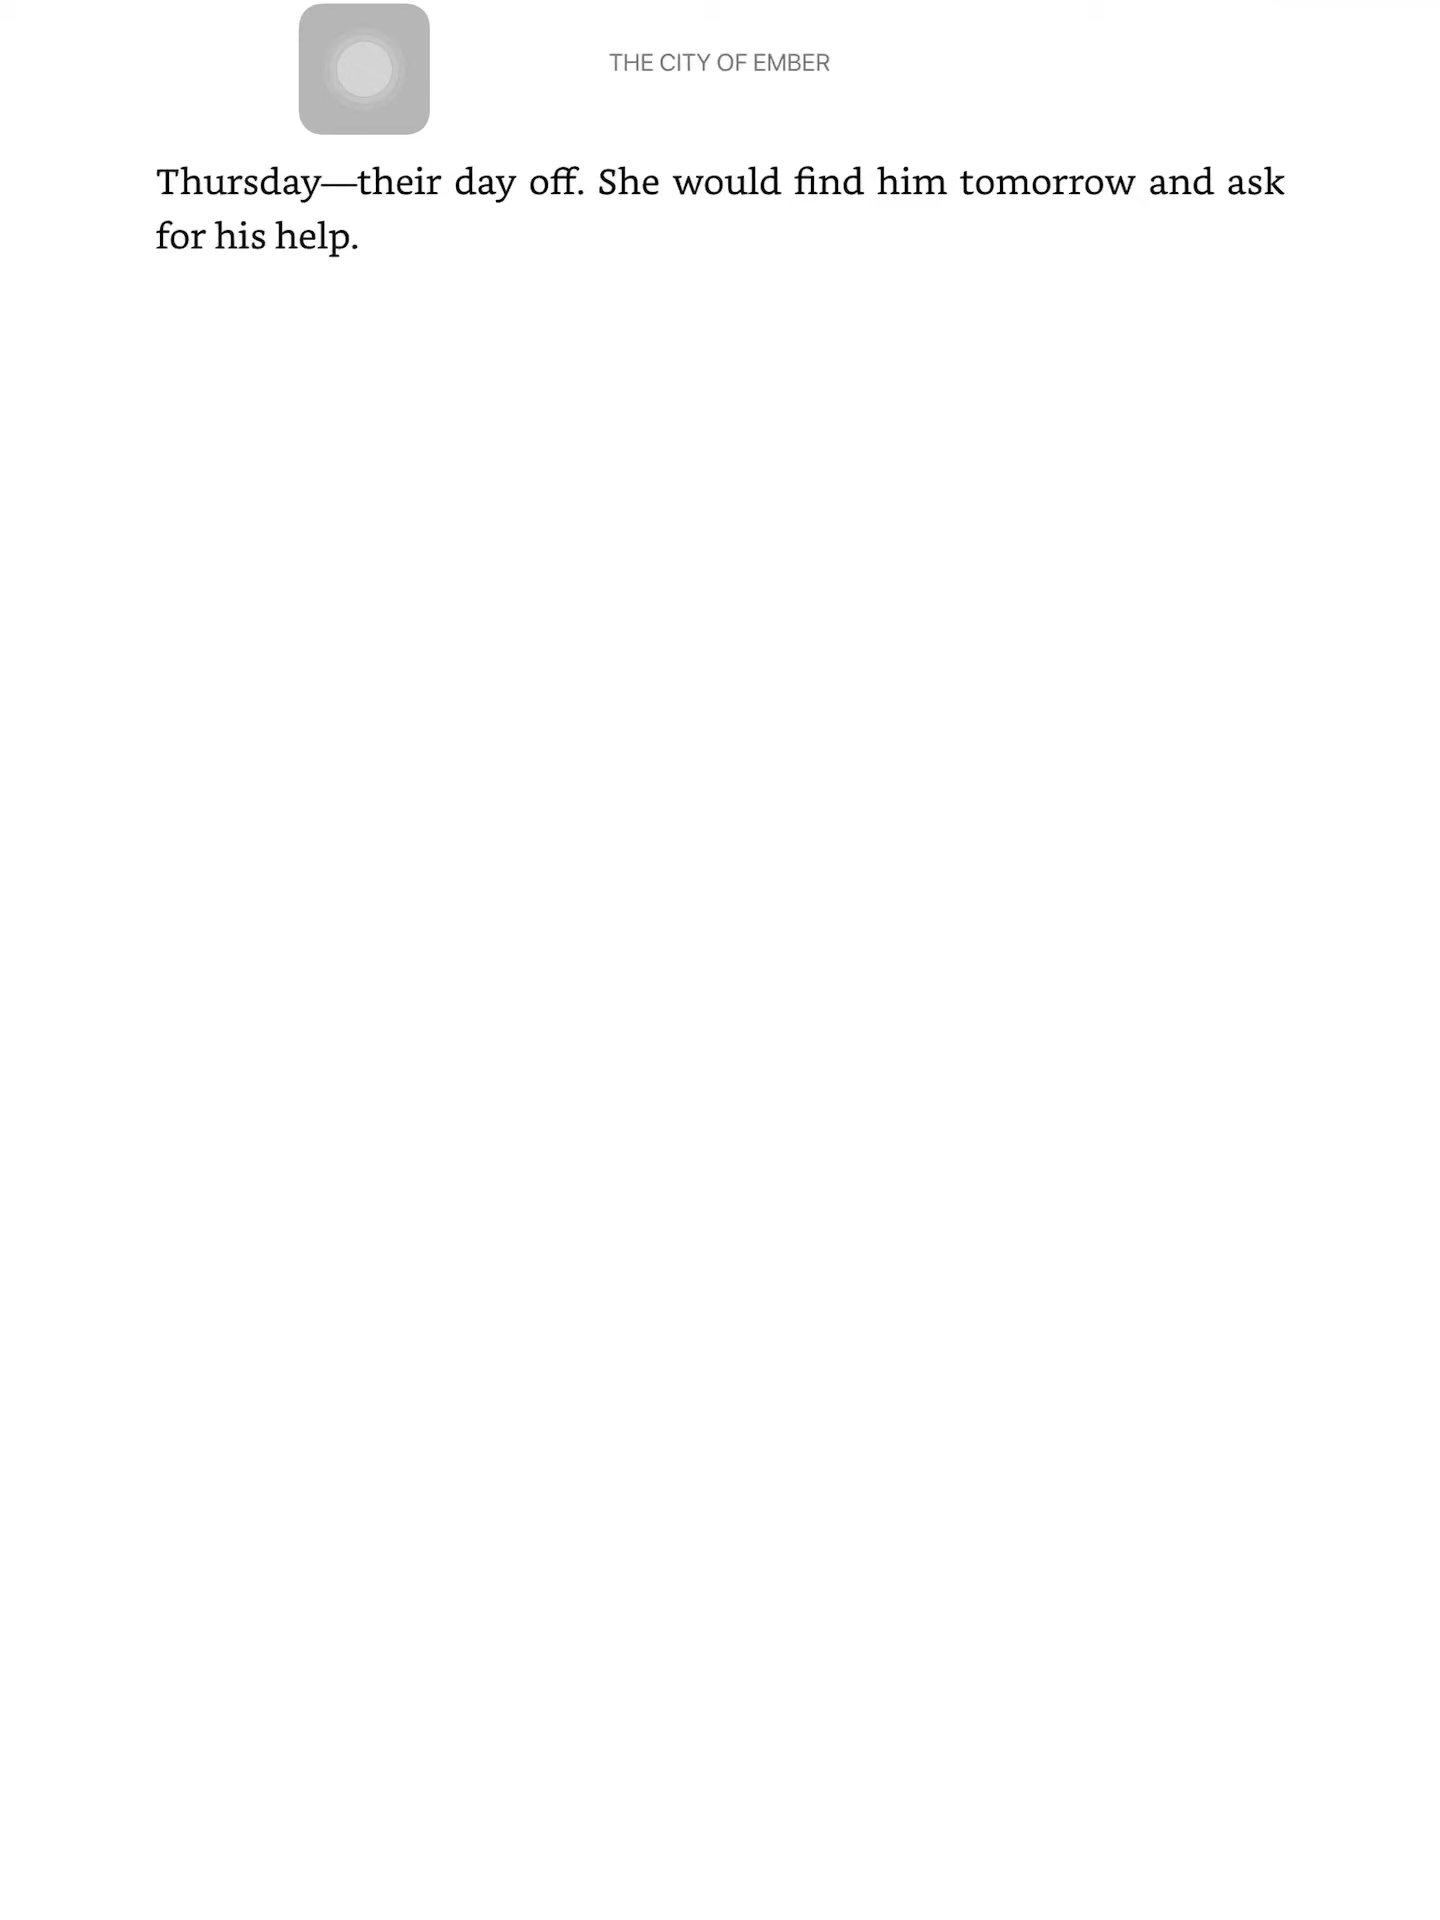 THE CITY OF EMBER
Thursday—their day off. She would find him tomorrow and ask
for his help.